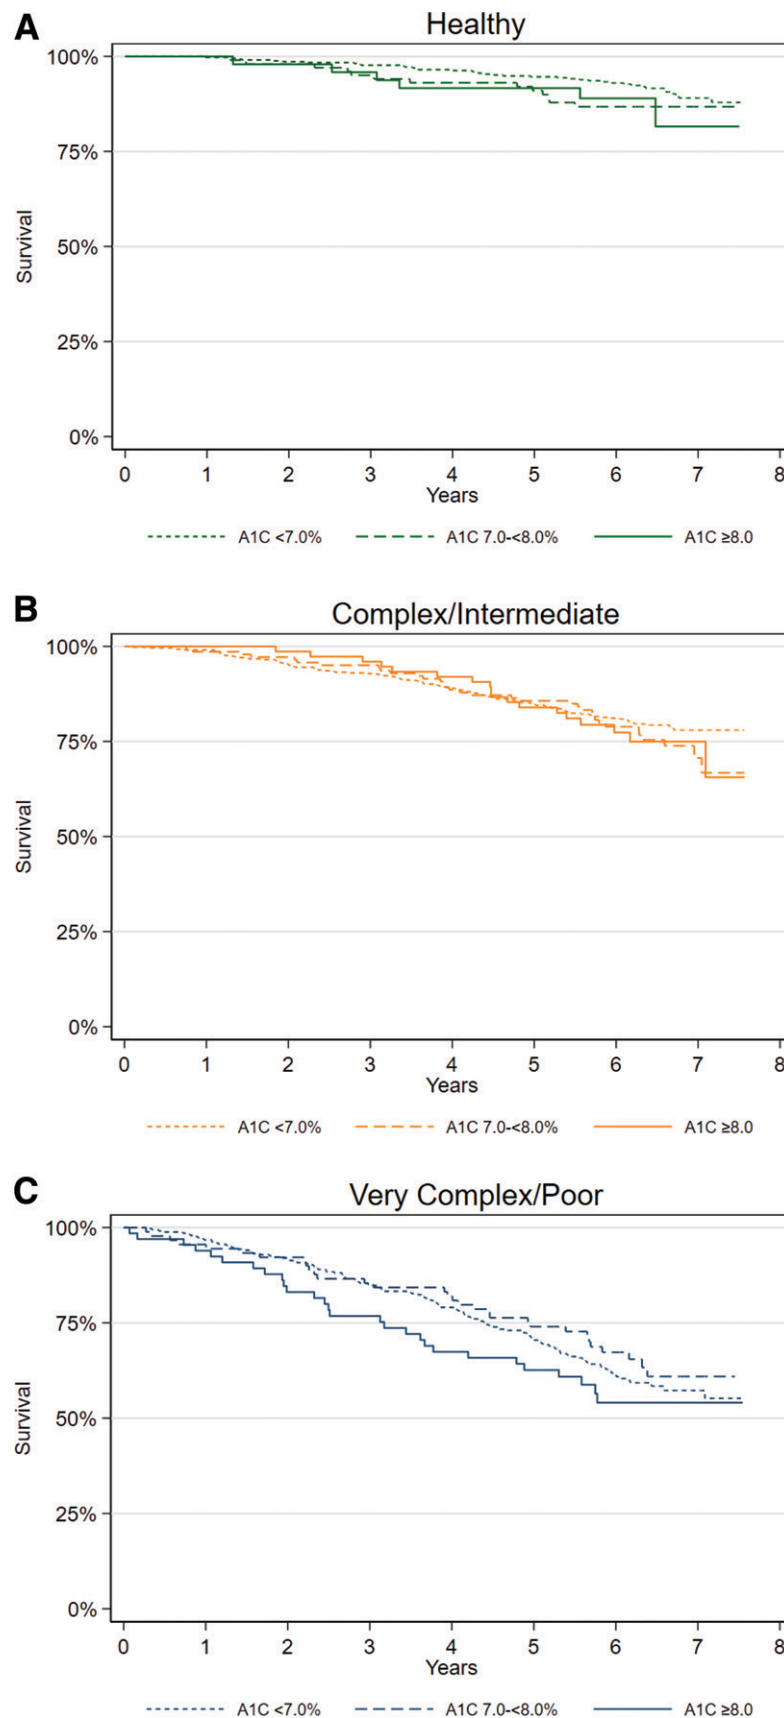 A
Healthy
100%
75%
50%
25%
0%
Survival
0 1 2 3 4 5 6 7 8
Years
A1C <7.0% A1C 7.0-<8.0% A1C ≥8.0
B
Complex/Intermediate
100%
75%
50%
25%
0%
Survival
0 1 2 3 4 5 6 7 8
Years
A1C <7.0% A1C 7.0-<8.0% A1C ≥8.0
C
Very Complex/Poor
100%
75%
50%
25%
0%
Survival
0 1 2 3 4 5 6 7 8
Years
A1C <7.0% A1C 7.0-<8.0% A1C ≥8.0